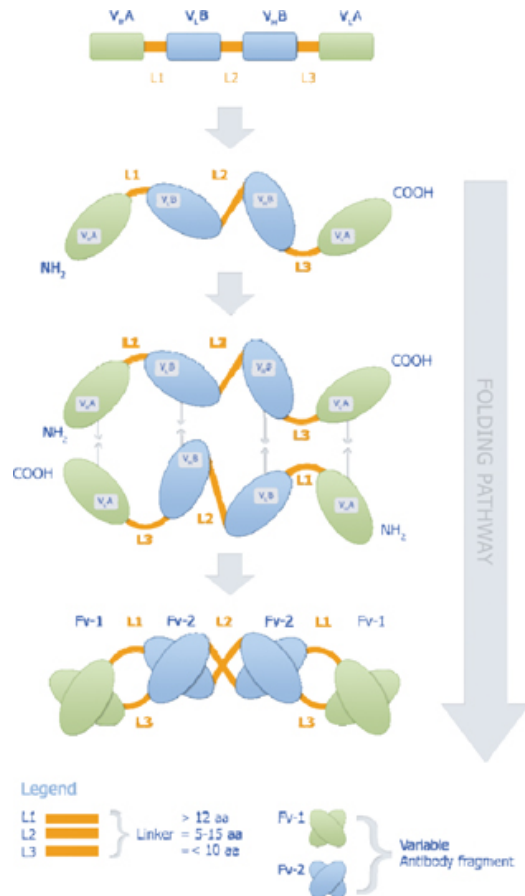 VHA VLB VHB VLA
L1 L2 L3
L1 L2
VLB VHB
COOH
VHA VLA
NH2 L3
L1 L2
VLB VHB COOH
VHA VLA
NH2 L3
COOH L1
VLA VHB VLB VHA
L3 L2 NH2
FOLDING PATHWAY
Fv-1 L1 Fv-2 L2 Fv-2 L1 Fv-1
L3 L3
Legend
L1 > 12 aa
L2 Linker = 5-15 aa
L3 = < 10 aa
Fv-1
Variable
Antibody fragment
Fv-2